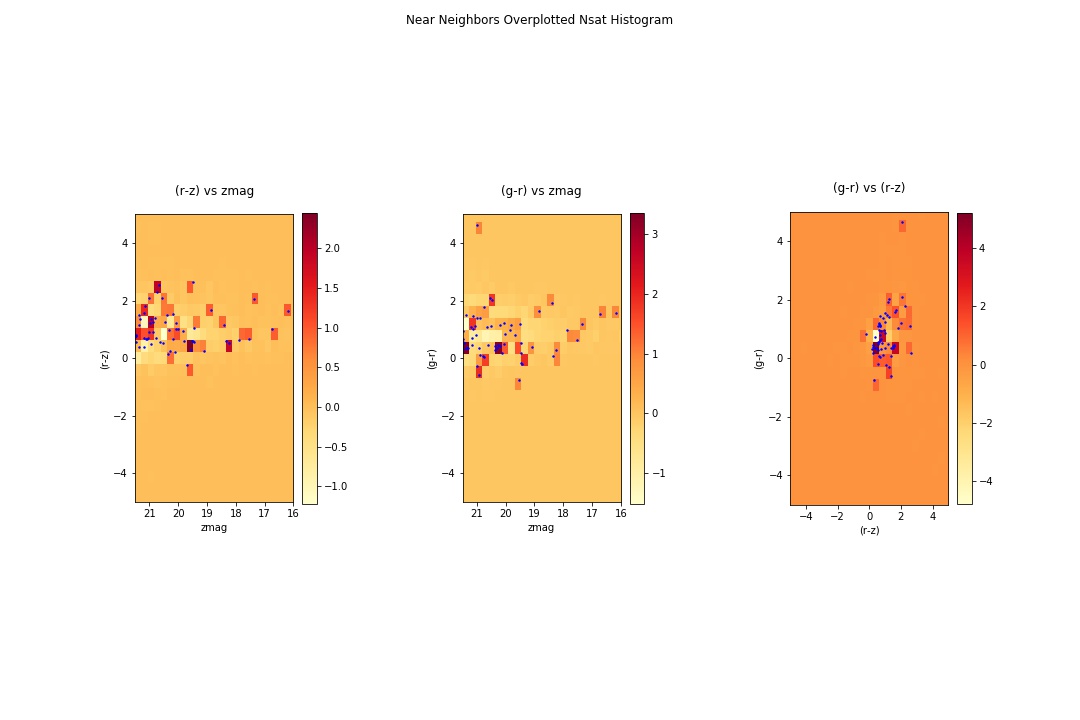 Near Neighbors Overplotted Nsat Histogram
(r-z) vs zmag
4
2
0
−2
−4
(r-z)
21 20 19 18 17 16
zmag
2.0
1.5
1.0
0.5
0.0
−0.5
−1.0
(g-r) vs zmag
4
2
0
−2
−4
(g-r)
21 20 19 18 17 16
zmag
3
2
1
0
−1
(g-r) vs (r-z)
4
2
0
−2
−4
(g-r)
−4 −2 0 2 4
(r-z)
4
2
0
−2
−4